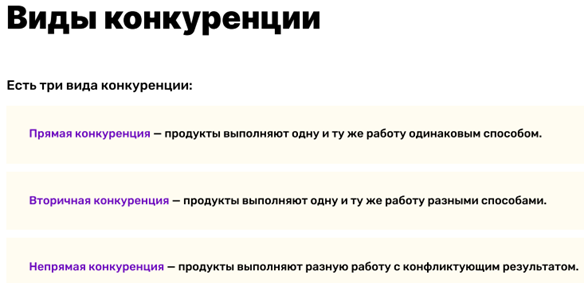 Виды конкуренции
Есть три вида конкуренции:
Прямая конкуренция — продукты выполняют одну и ту же работу одинаковым способом.
Вторичная конкуренция — продукты выполняют одну и ту же работу разными способами.
Непрямая конкуренция — продукты выполняют разную работу с конфликтующим результатом.